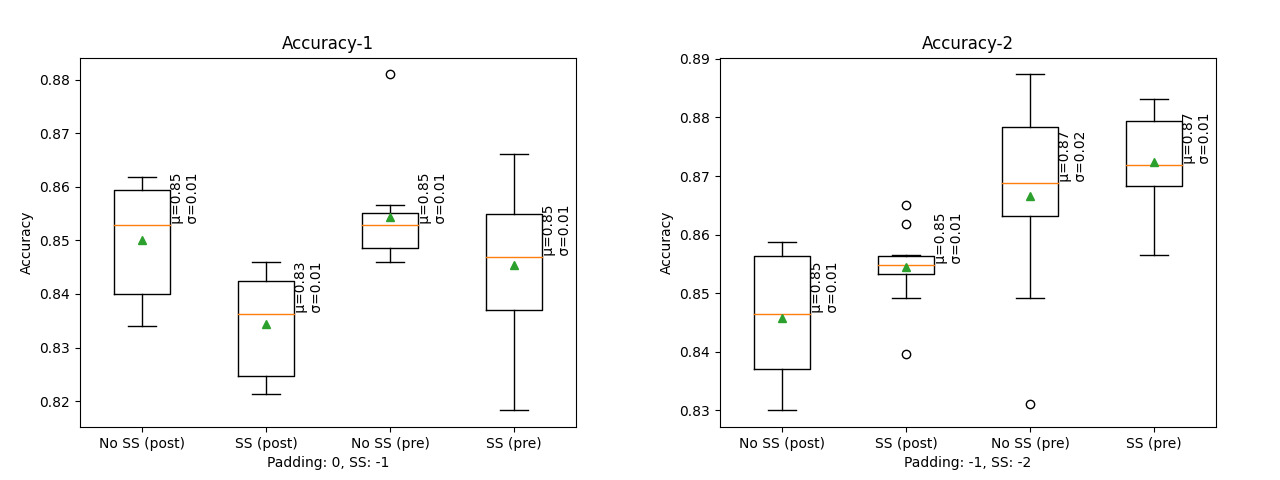 Accuracy-1
Accuracy
0.88
0.87
0.86
0.85
0.84
0.83
0.82
μ=0.85
σ=0.01
μ=0.83
σ=0.01
μ=0.85
σ=0.01
μ=0.85
σ=0.01
No SS (post) SS (post) No SS (pre) SS (pre)
Padding: 0, SS: -1
Accuracy-2
Accuracy
0.89
0.88
0.87
0.86
0.85
0.84
0.83
μ=0.85
σ=0.01
μ=0.85
σ=0.01
μ=0.87
σ=0.02
μ=0.87
σ=0.01
No SS (post) SS (post) No SS (pre) SS (pre)
Padding: -1, SS: -2